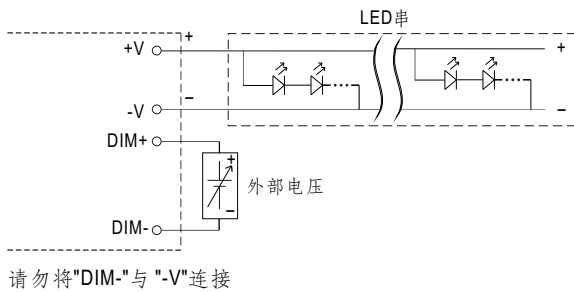 LED串
+V
+
+
-V
−
−
DIM+
+
外部电压
−
DIM-
请勿将"DIM-"与 "-V"连接